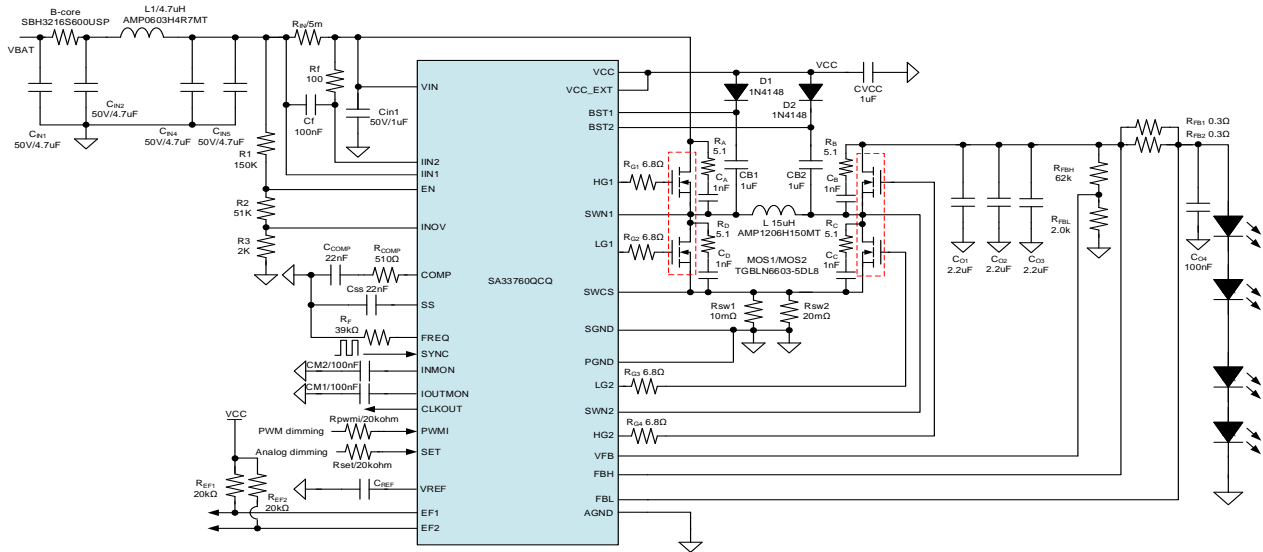 B-core
SBH3216S600USP
L1/4.7uH
AMP0603H4R7MT
VBAT
CIN1
50V/4.7uF
CIN2
50V/4.7uF
CIN4
50V/4.7uF
CIN5
50V/4.7uF
RIN/5m
Rf
100
Cf
100nF
Cin1
50V/1uF
R1
150K
R2
51K
R3
2K
CCOMP
22nF
RCOMP
510Ω
Css 22nF
RF
39kΩ
CM2/100nF
CM1/100nF
Rpwmi/20kohm
PWM dimming
Analog dimming
Rset/20kohm
VCC
REF1
20kΩ
REF2
20kΩ
CREF
VIN
IIN2
IIN1
EN
INOV
COMP
SS
FREQ
SYNC
INMON
IOUTMON
CLKOUT
PWMI
SET
VREF
EF1
EF2
SA33760QCQ
VCC
VCC_EXT
BST1
BST2
HG1
SWN1
LG1
SWCS
SGND
PGND
LG2
SWN2
HG2
VFB
FBH
FBL
AGND
D1
1N4148
D2
1N4148
VCC
CVCC
1uF
RG1 6.8Ω
RG2 6.8Ω
RA
5.1
CA
1nF
CB1
1uF
CB2
1uF
RB
5.1
CB
1nF
L 15uH
AMP1206H150MT
RD
5.1
CD
1nF
MOS1/MOS2
TGBLN6603-5DL8
RC
5.1
CC
1nF
Rsw1
10mΩ
Rsw2
20mΩ
RG3 6.8Ω
RG4 6.8Ω
CO1
2.2uF
CO2
2.2uF
CO3
2.2uF
RFBH
62k
RFBL
2.0k
RFB1 0.3Ω
RFB2 0.3Ω
CO4
100nF